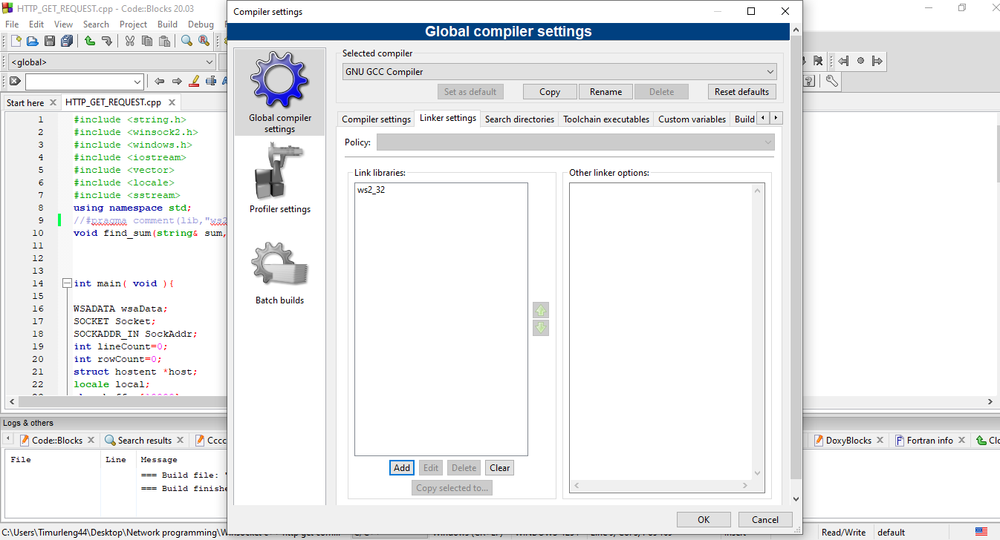 HTTP_GET_REQUEST.cpp - Code::Blocks 20.03
File Edit View Search Project Build Debug
<global>
Start here
HTTP_GET_REQUEST.cpp
1 #include <string.h>
2 #include <winsock2.h>
3 #include <windows.h>
4 #include <iostream>
5 #include <vector>
6 #include <locale>
7 #include <sstream>
8 using namespace std;
9 //#pragma comment(lib,"ws2
10 void find_sum(string& sum,
11
12
13
14 int main( void ){
15
16 WSADATA wsaData;
17 SOCKET Socket;
18 SOCKADDR_IN SockAddr;
19 int lineCount=0;
20 int rowCount=0;
21 struct hostent *host;
22 locale local;
Compiler settings
Global compiler settings
Global compiler
settings
Profiler settings
Batch builds
Selected compiler
GNU GCC Compiler
Set as default Copy Rename Delete Reset defaults
Compiler settings Linker settings Search directories Toolchain executables Custom variables Build
Policy:
Link libraries:
ws2_32
Add Edit Delete Clear
Copy selected to...
Other linker options:
OK Cancel
Logs & others
Code::Blocks Search results Cccc DoxyBlocks Fortran info Clo
File Line Message
=== Build file: "
=== Build finishe
C:\Users\Timurleng44\Desktop\Network programming\
Read/Write default